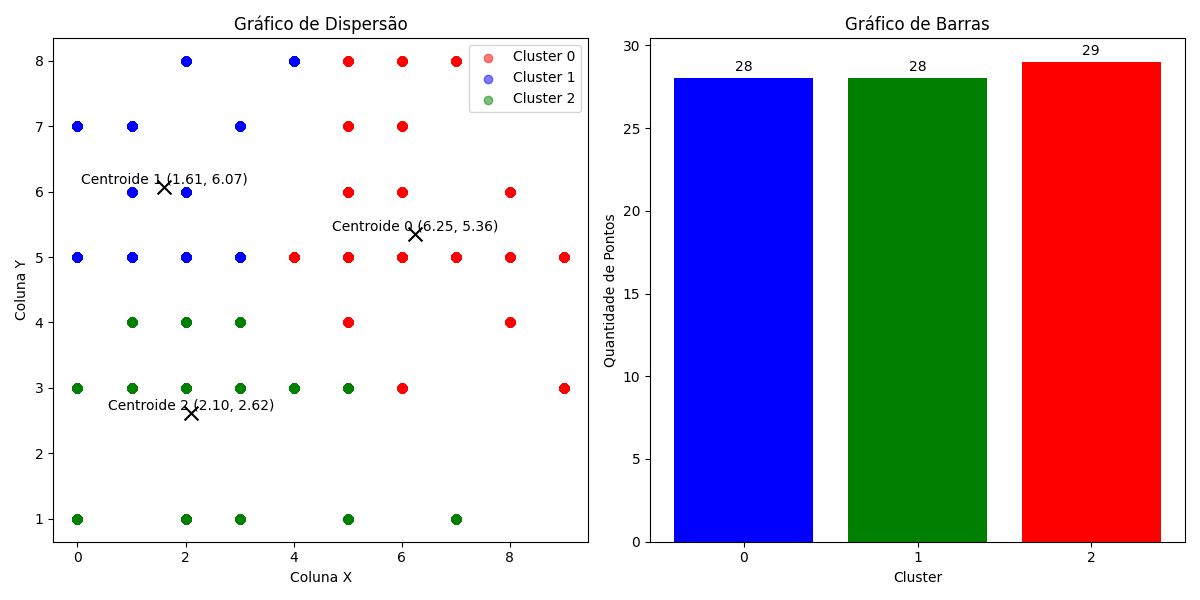 Gráfico de Dispersão
Cluster 0
Cluster 1
Cluster 2
8
7
6
5
4
3
2
1
Coluna Y
Centroide 1 (1.61, 6.07)
Centroide 0 (6.25, 5.36)
Centroide 2 (2.10, 2.62)
0 2 4 6 8
Coluna X
Gráfico de Barras
30
25
20
15
10
5
0
Quantidade de Pontos
28 28 29
0 1 2
Cluster